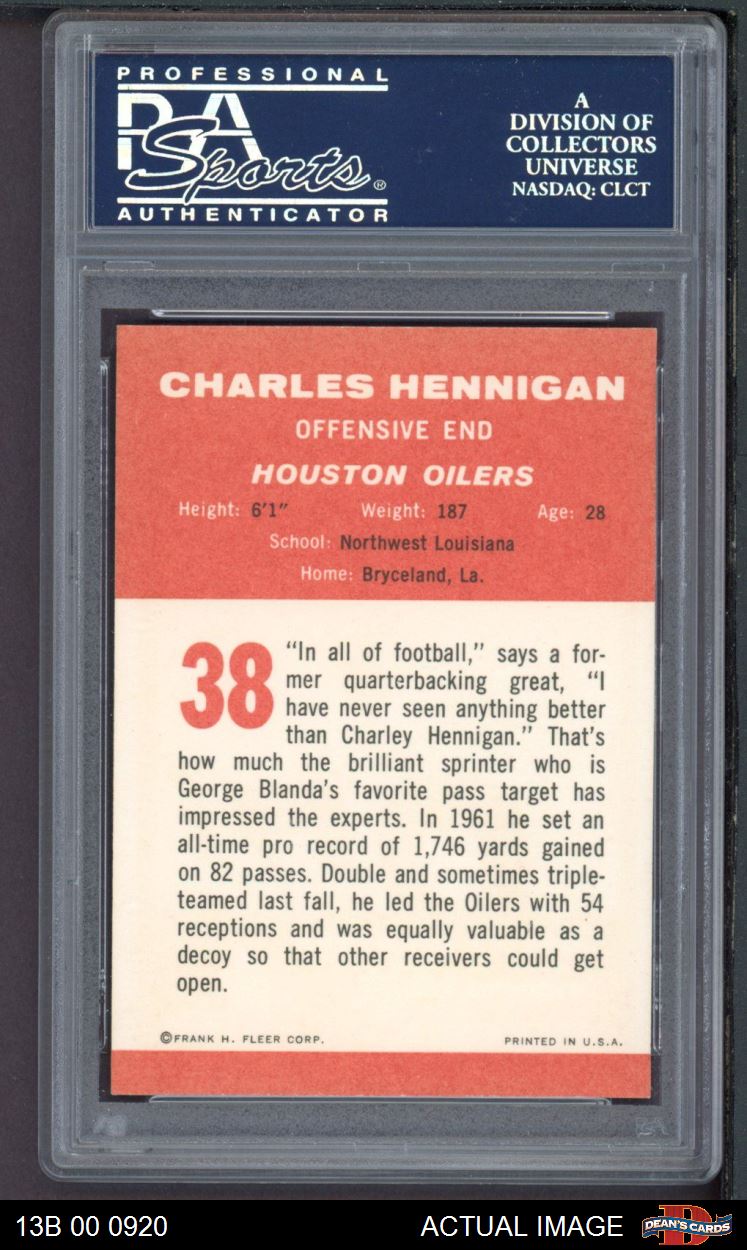 PROFESSIONAL
PSA
Sports®
AUTHENTICATOR
A
DIVISION OF
COLLECTORS
UNIVERSE
NASDAQ: CLCT
CHARLES HENNIGAN
OFFENSIVE END
HOUSTON OILERS
Height: 6'1" Weight: 187 Age: 28
School: Northwest Louisiana
Home: Bryceland, La.
38
"In all of football," says a for-
mer quarterbacking great, "I
have never seen anything better
than Charley Hennigan." That's
how much the brilliant sprinter who is
George Blanda's favorite pass target has
impressed the experts. In 1961 he set an
all-time pro record of 1,746 yards gained
on 82 passes. Double and sometimes triple-
teamed last fall, he led the Oilers with 54
receptions and was equally valuable as a
decoy so that other receivers could get
open.
©FRANK H. FLEER CORP. PRINTED IN U.S.A.
13B 00 0920 ACTUAL IMAGE DEAN'S CARDS